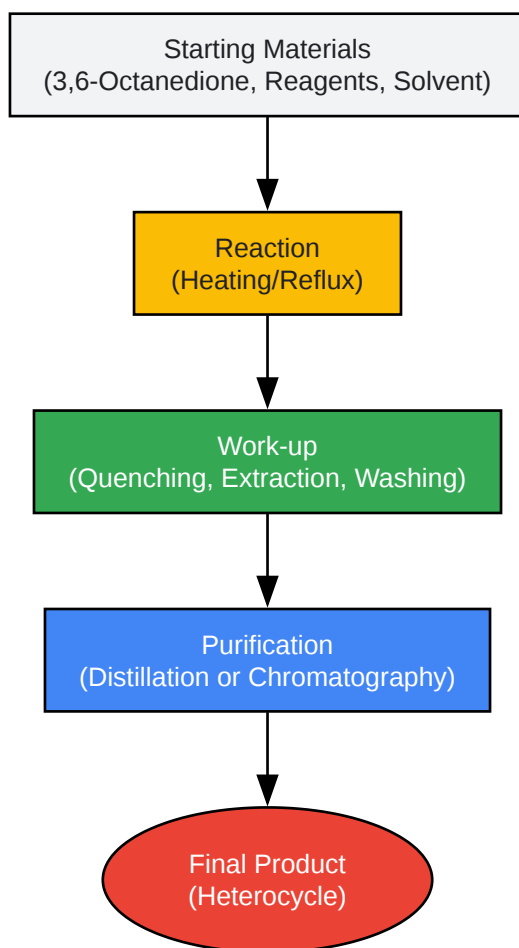 Starting Materials
(3,6-Octanedione, Reagents, Solvent)
Reaction
(Heating/Reflux)
Work-up
(Quenching, Extraction, Washing)
Purification
(Distillation or Chromatography)
Final Product
(Heterocycle)